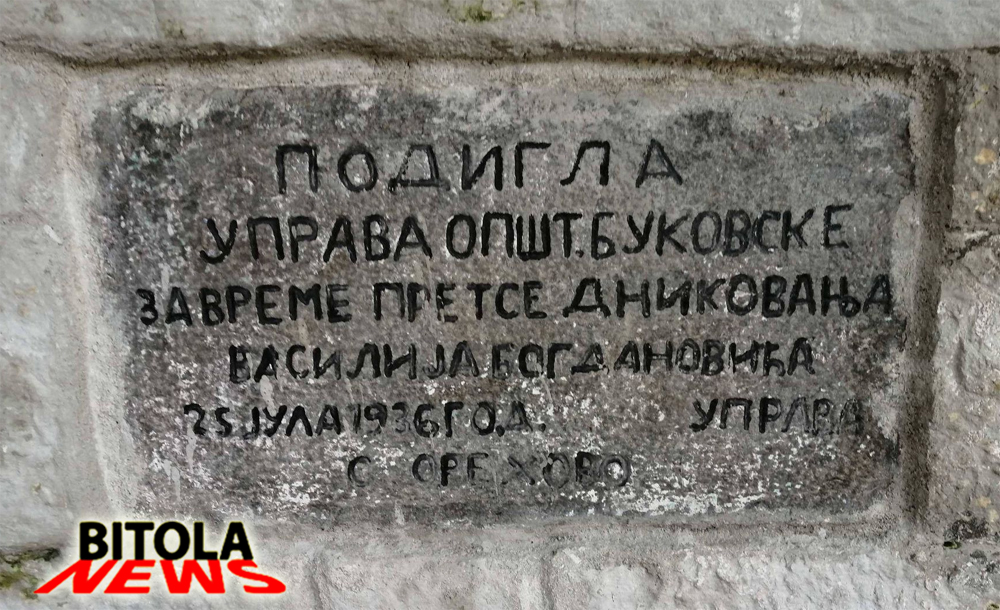 ПОДИГЛА
УПРАВА ОПШТ. БУКОВСКЕ
ЗА ВРЕМЕ ПРЕТСЕДНИКОВАЊА
ВАСИЛИЈА БОГДАНОВИЋА
25 ЈУЛА 1936 ГОД. УПРАВА
С ОРЕХОВО
BITOLA
NEWS